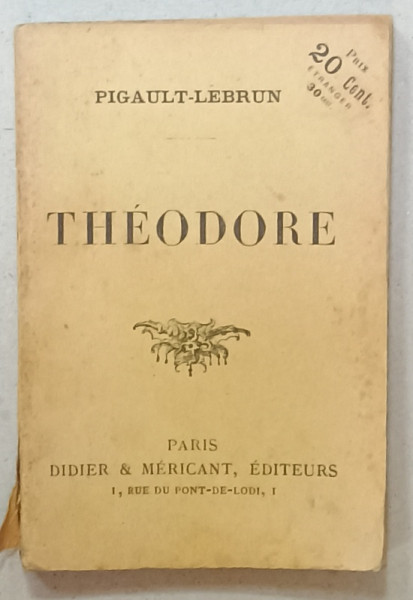 PRIX
20 Cent.
ÉTRANGER
30
PIGAULT-LEBRUN
THÉODORE
PARIS
DIDIER & MÉRICANT, ÉDITEURS
1, RUE DU PONT-DE-LODI, 1